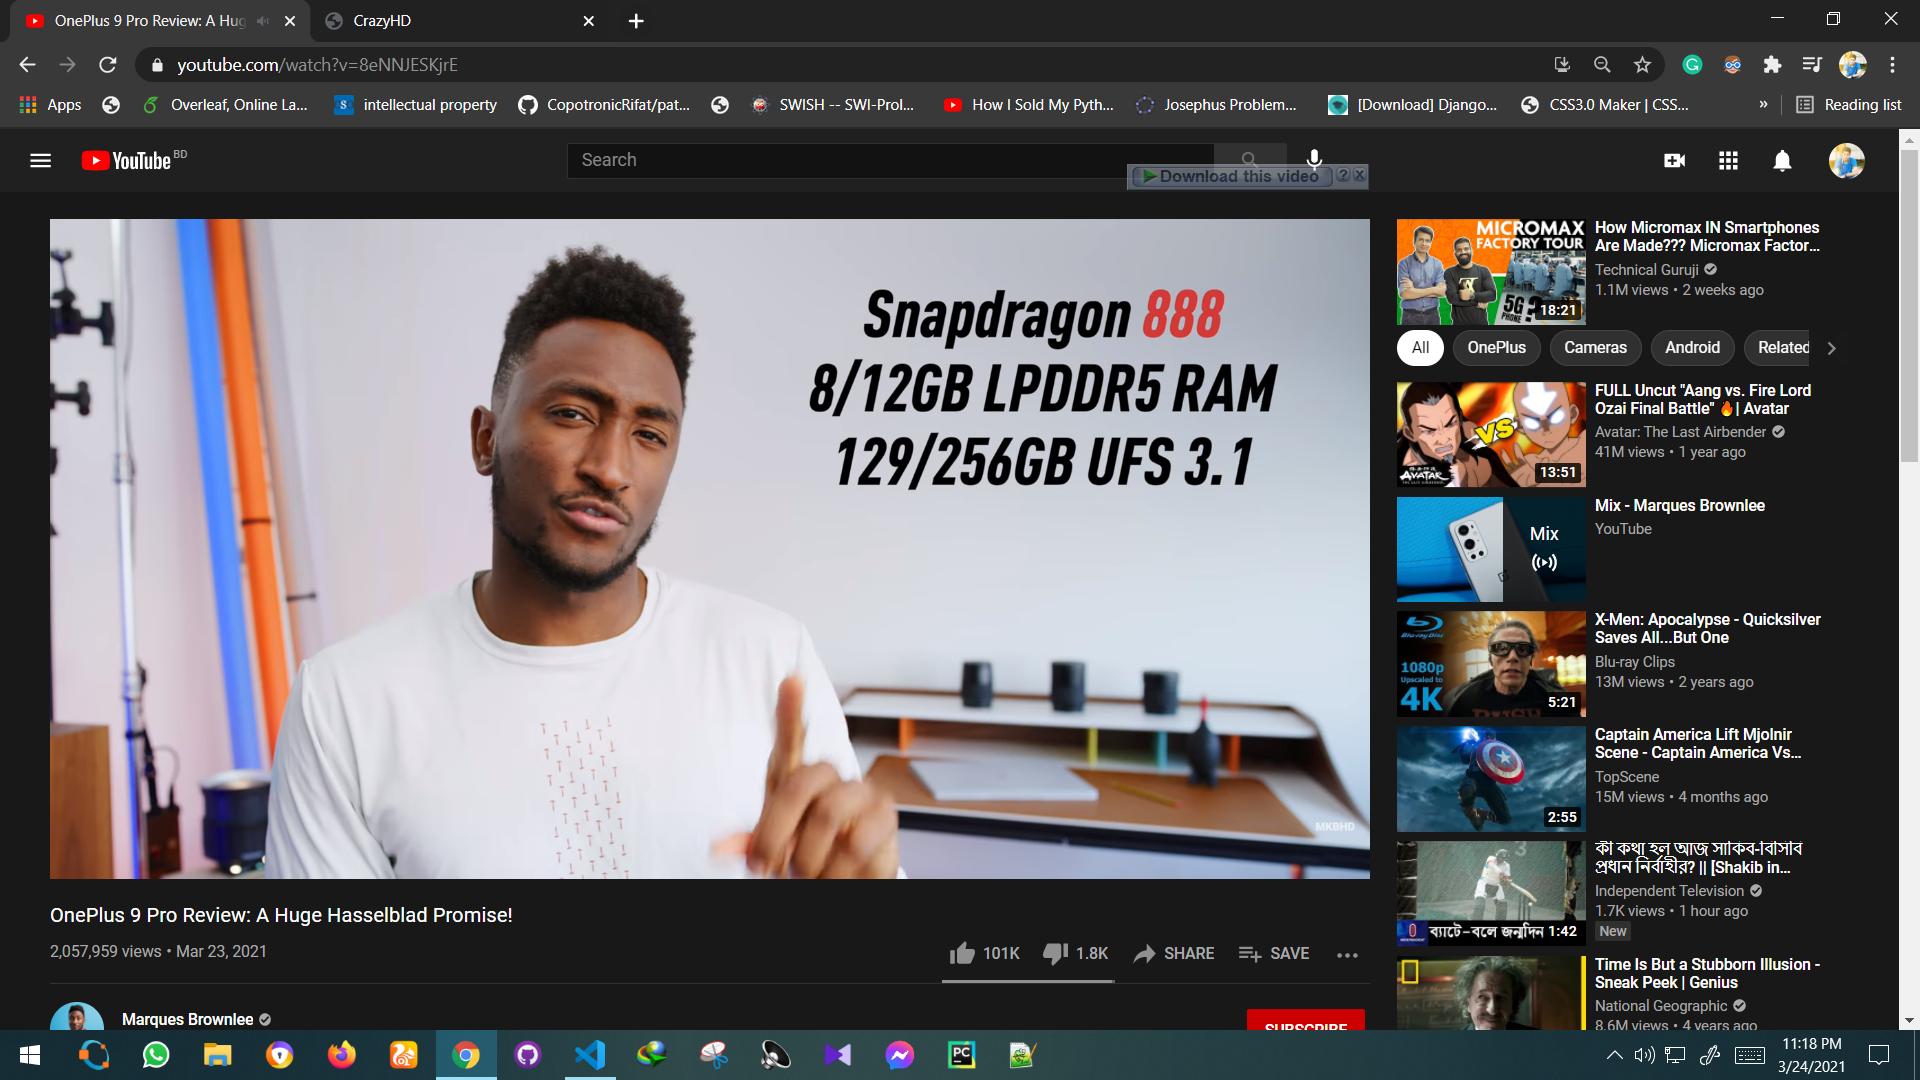 OnePlus 9 Pro Review: A Hug
CrazyHD
youtube.com/watch?v=8eNNJESKjrE
Apps
Overleaf, Online La...
intellectual property
CopotronicRifat/pat...
SWISH -- SWI-Prol...
How I Sold My Pyth...
Josephus Problem...
[Download] Django...
CSS3.0 Maker | CSS...
»
Reading list
YouTube BD
Search
Download this video
Snapdragon 888
8/12GB LPDDR5 RAM
129/256GB UFS 3.1
MKBHD
OnePlus 9 Pro Review: A Huge Hasselblad Promise!
2,057,959 views • Mar 23, 2021
101K
1.8K
SHARE
SAVE
Marques Brownlee
SUBSCRIBE
MICROMAX
FACTORY TOUR
5G ?
PHONE
18:21
How Micromax IN Smartphones
Are Made??? Micromax Factor...
Technical Guruji
1.1M views • 2 weeks ago
All
OnePlus
Cameras
Android
Related
VS
AVATAR
13:51
FULL Uncut "Aang vs. Fire Lord
Ozai Final Battle" 🔥| Avatar
Avatar: The Last Airbender
41M views • 1 year ago
Mix
Mix - Marques Brownlee
YouTube
Blu-ray Disc
1080p
Upscaled to
4K
5:21
X-Men: Apocalypse - Quicksilver
Saves All...But One
Blu-ray Clips
13M views • 2 years ago
2:55
Captain America Lift Mjolnir
Scene - Captain America Vs...
TopScene
15M views • 4 months ago
ব্যাটে-বলে জন্মদিন 1:42
কী কথা হল আজ সাকিব-বিসিবি
প্রধান নির্বাহীর? || [Shakib in...
Independent Television
1.7K views • 1 hour ago
New
Time Is But a Stubborn Illusion -
Sneak Peek | Genius
National Geographic
8.6M views • 4 years ago
11:18 PM
3/24/2021